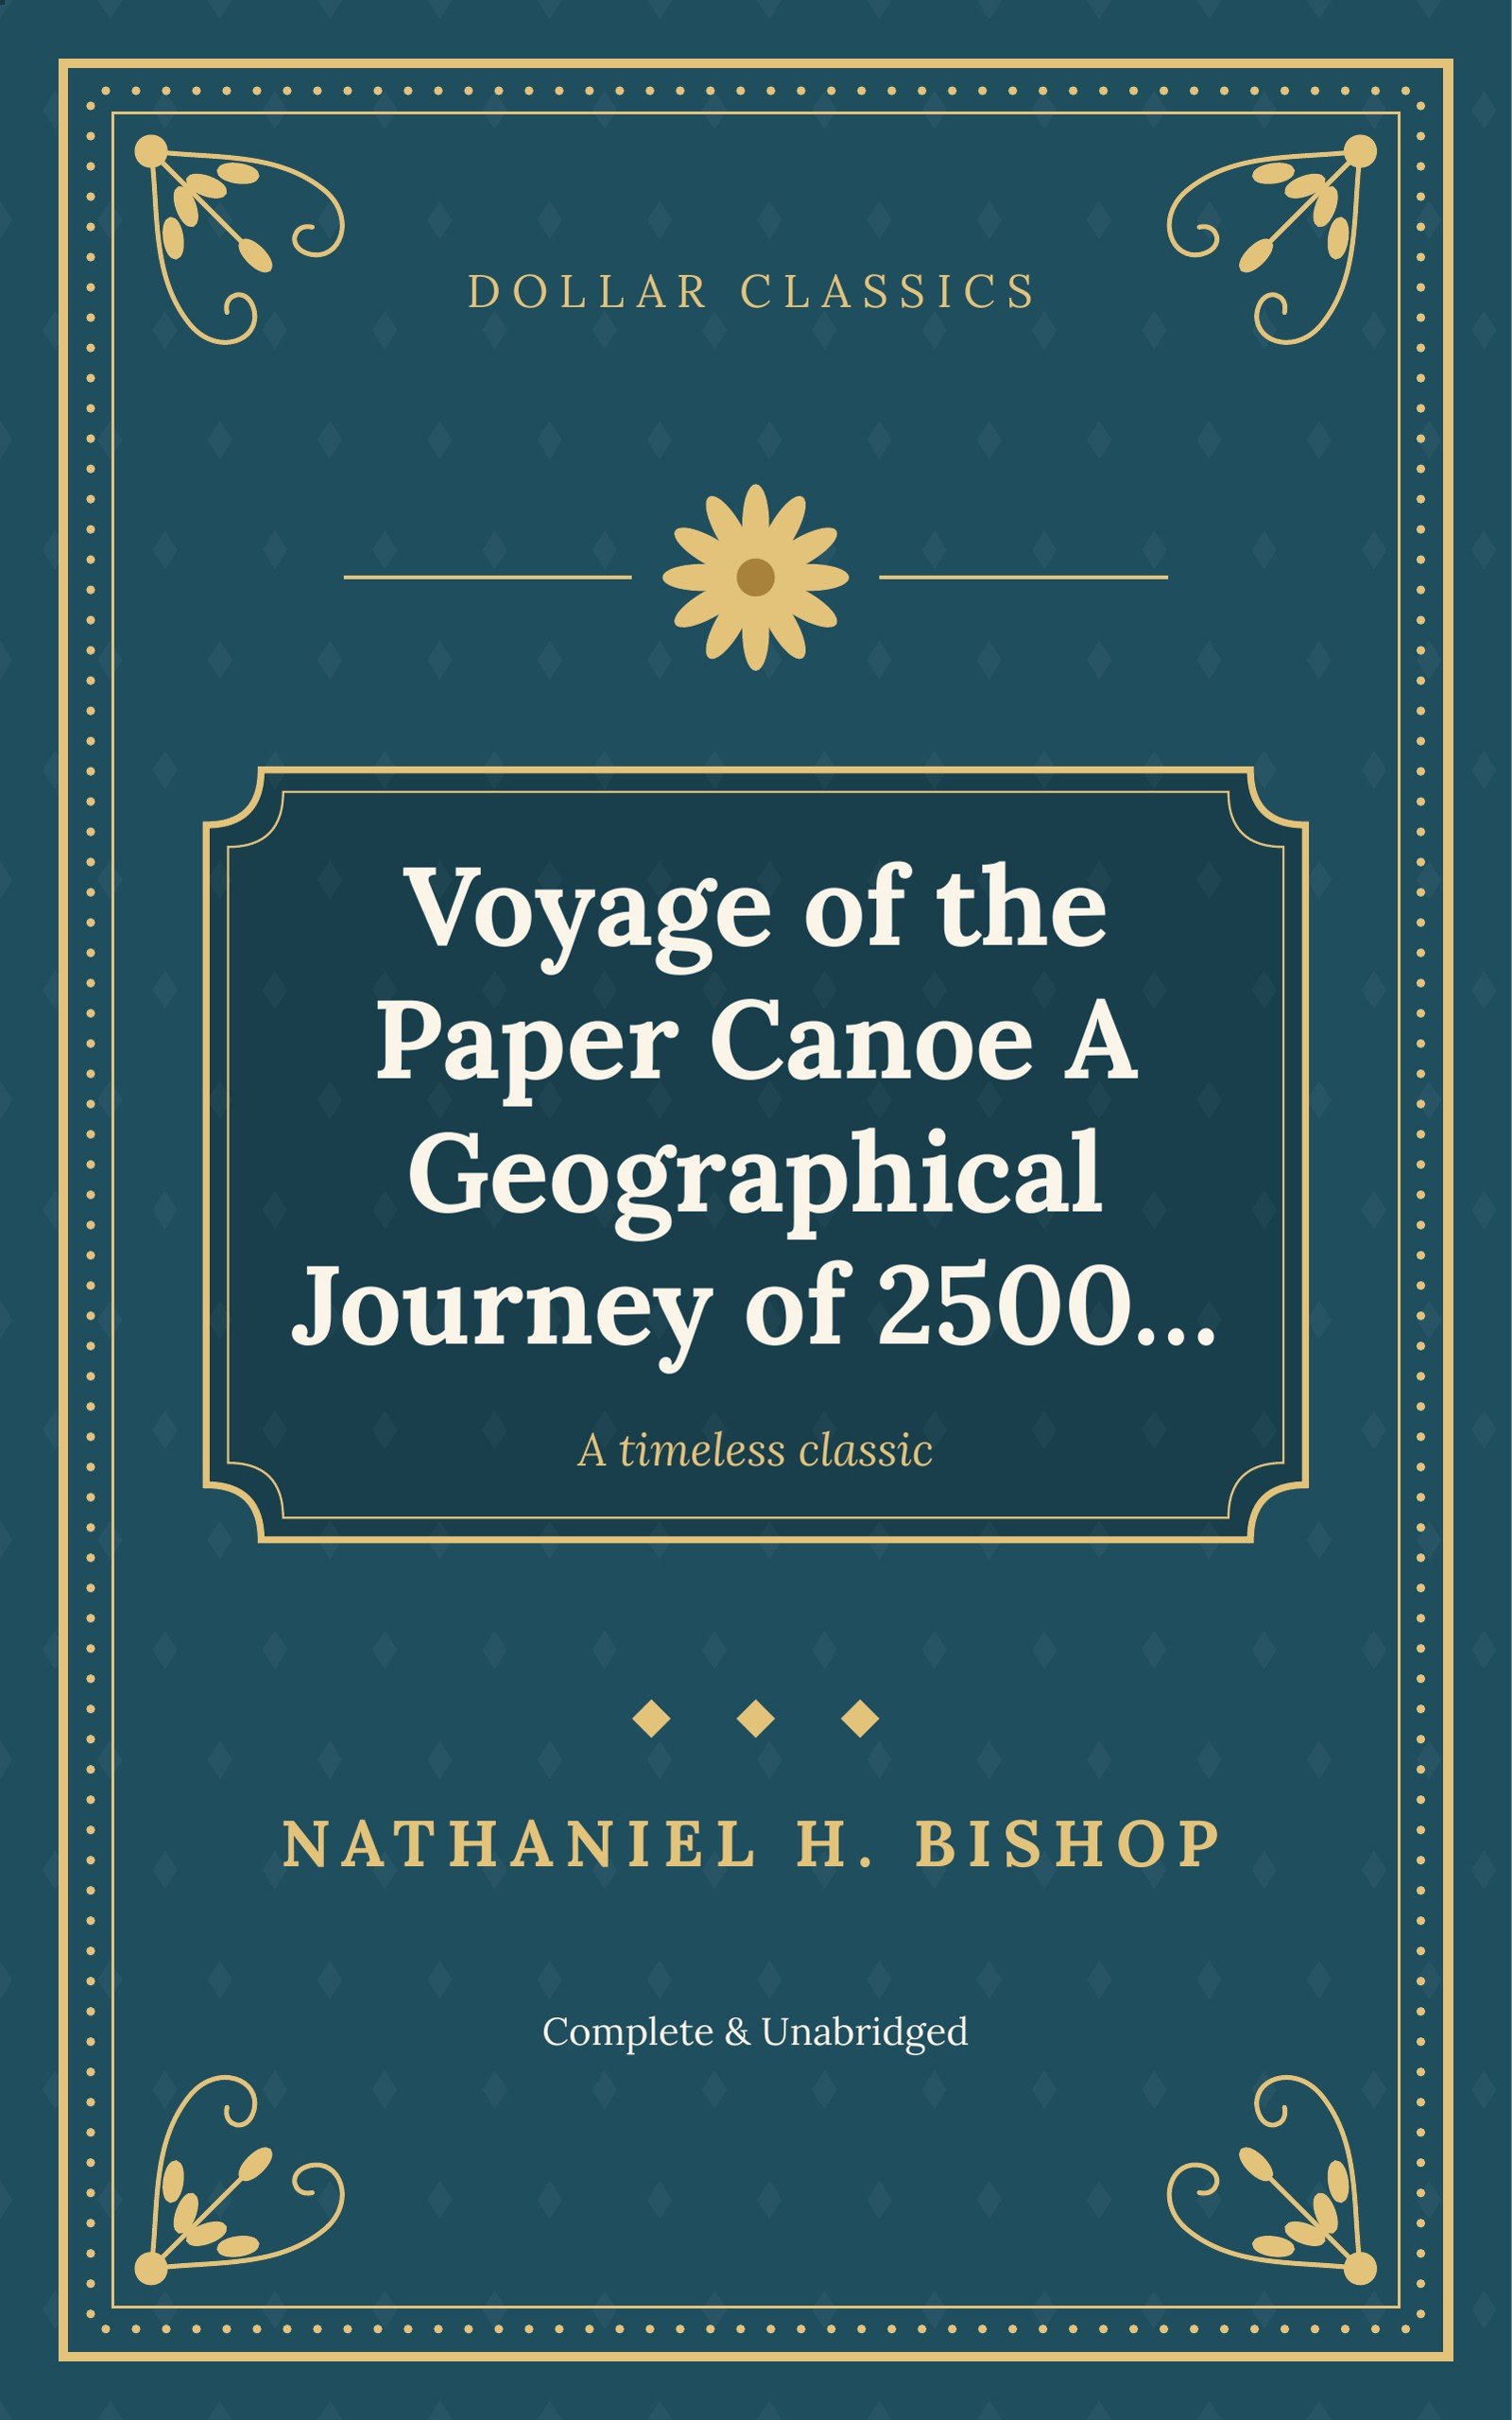 DOLLAR CLASSICS
Voyage of the
Paper Canoe A
Geographical
Journey of 2500...
A timeless classic
NATHANIEL H. BISHOP
Complete & Unabridged